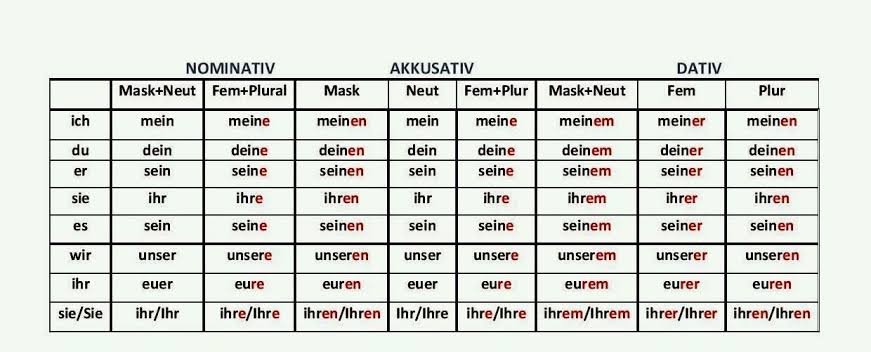 NOMINATIV AKKUSATIV DATIV
Mask+Neut Fem+Plural Mask Neut Fem+Plur Mask+Neut Fem Plur
ich mein meine meinen mein meine meinem meiner meinen
du dein deine deinen dein deine deinem deiner deinen
er sein seine seinen sein seine seinem seiner seinen
sie ihr ihre ihren ihr ihre ihrem ihrer ihren
es sein seine seinen sein seine seinem seiner seinen
wir unser unsere unseren unser unsere unserem unserer unseren
ihr euer eure euren euer eure eurem eurer euren
sie/Sie ihr/Ihr ihre/Ihre ihren/Ihren Ihr/Ihre ihre/Ihre ihrem/Ihrem ihrer/Ihrer ihren/Ihren